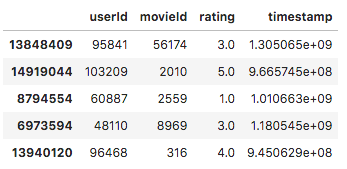 userId movieId rating timestamp
13848409 95841 56174 3.0 1.305065e+09
14919044 103209 2010 5.0 9.665745e+08
8794554 60887 2559 1.0 1.010663e+09
6973594 48110 8969 3.0 1.180545e+09
13940120 96468 316 4.0 9.450629e+08